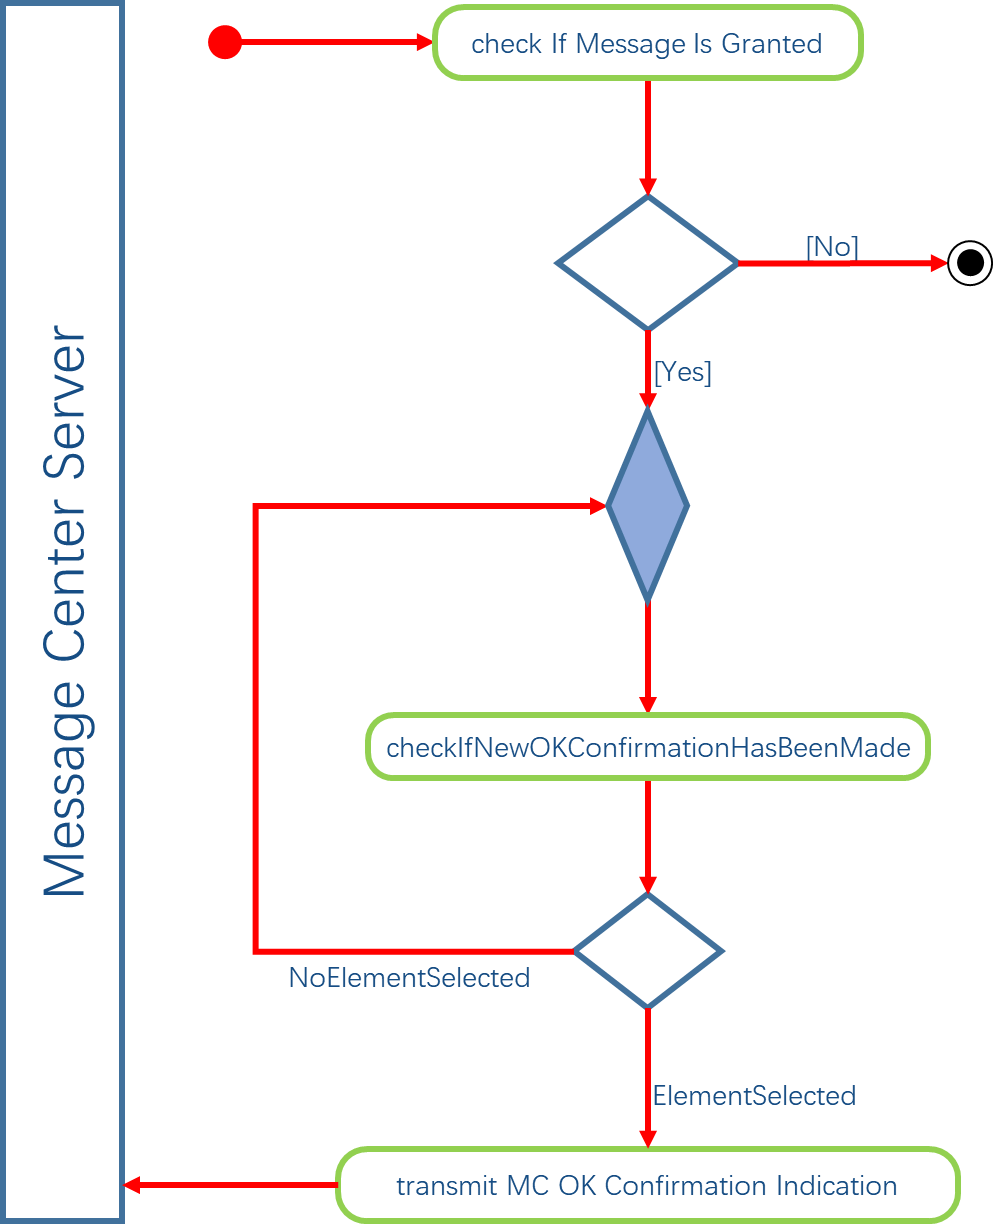 check If Message Is Granted
[No]
[Yes]
Message Center Server
checkIfNewOKConfirmationHasBeenMade
NoElementSelected
ElementSelected
transmit MC OK Confirmation Indication